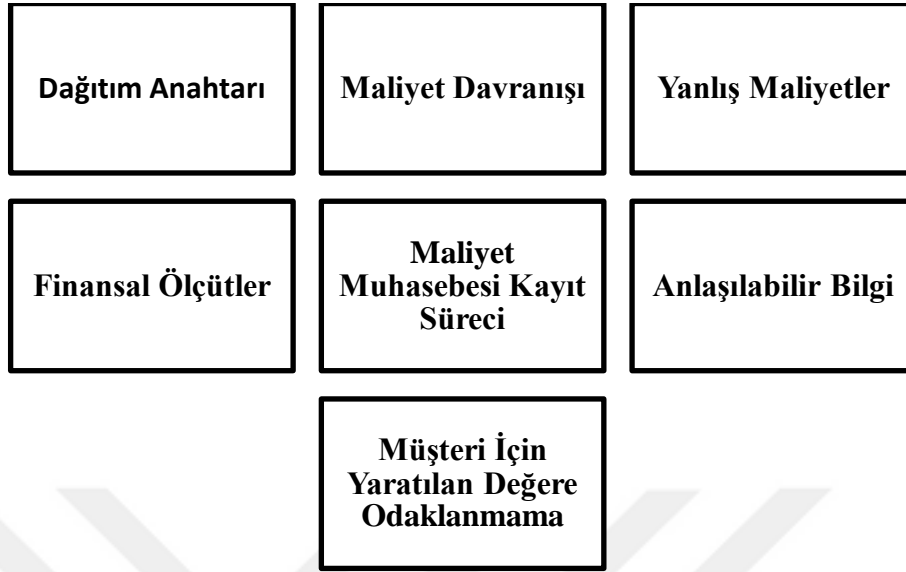 Dağıtım Anahtarı
Maliyet Davranışı
Yanlış Maliyetler
Finansal Ölçütler
Maliyet
Muhasebesi Kayıt
Süreci
Anlaşılabilir Bilgi
Müşteri İçin
Yaratılan Değere
Odaklanmama